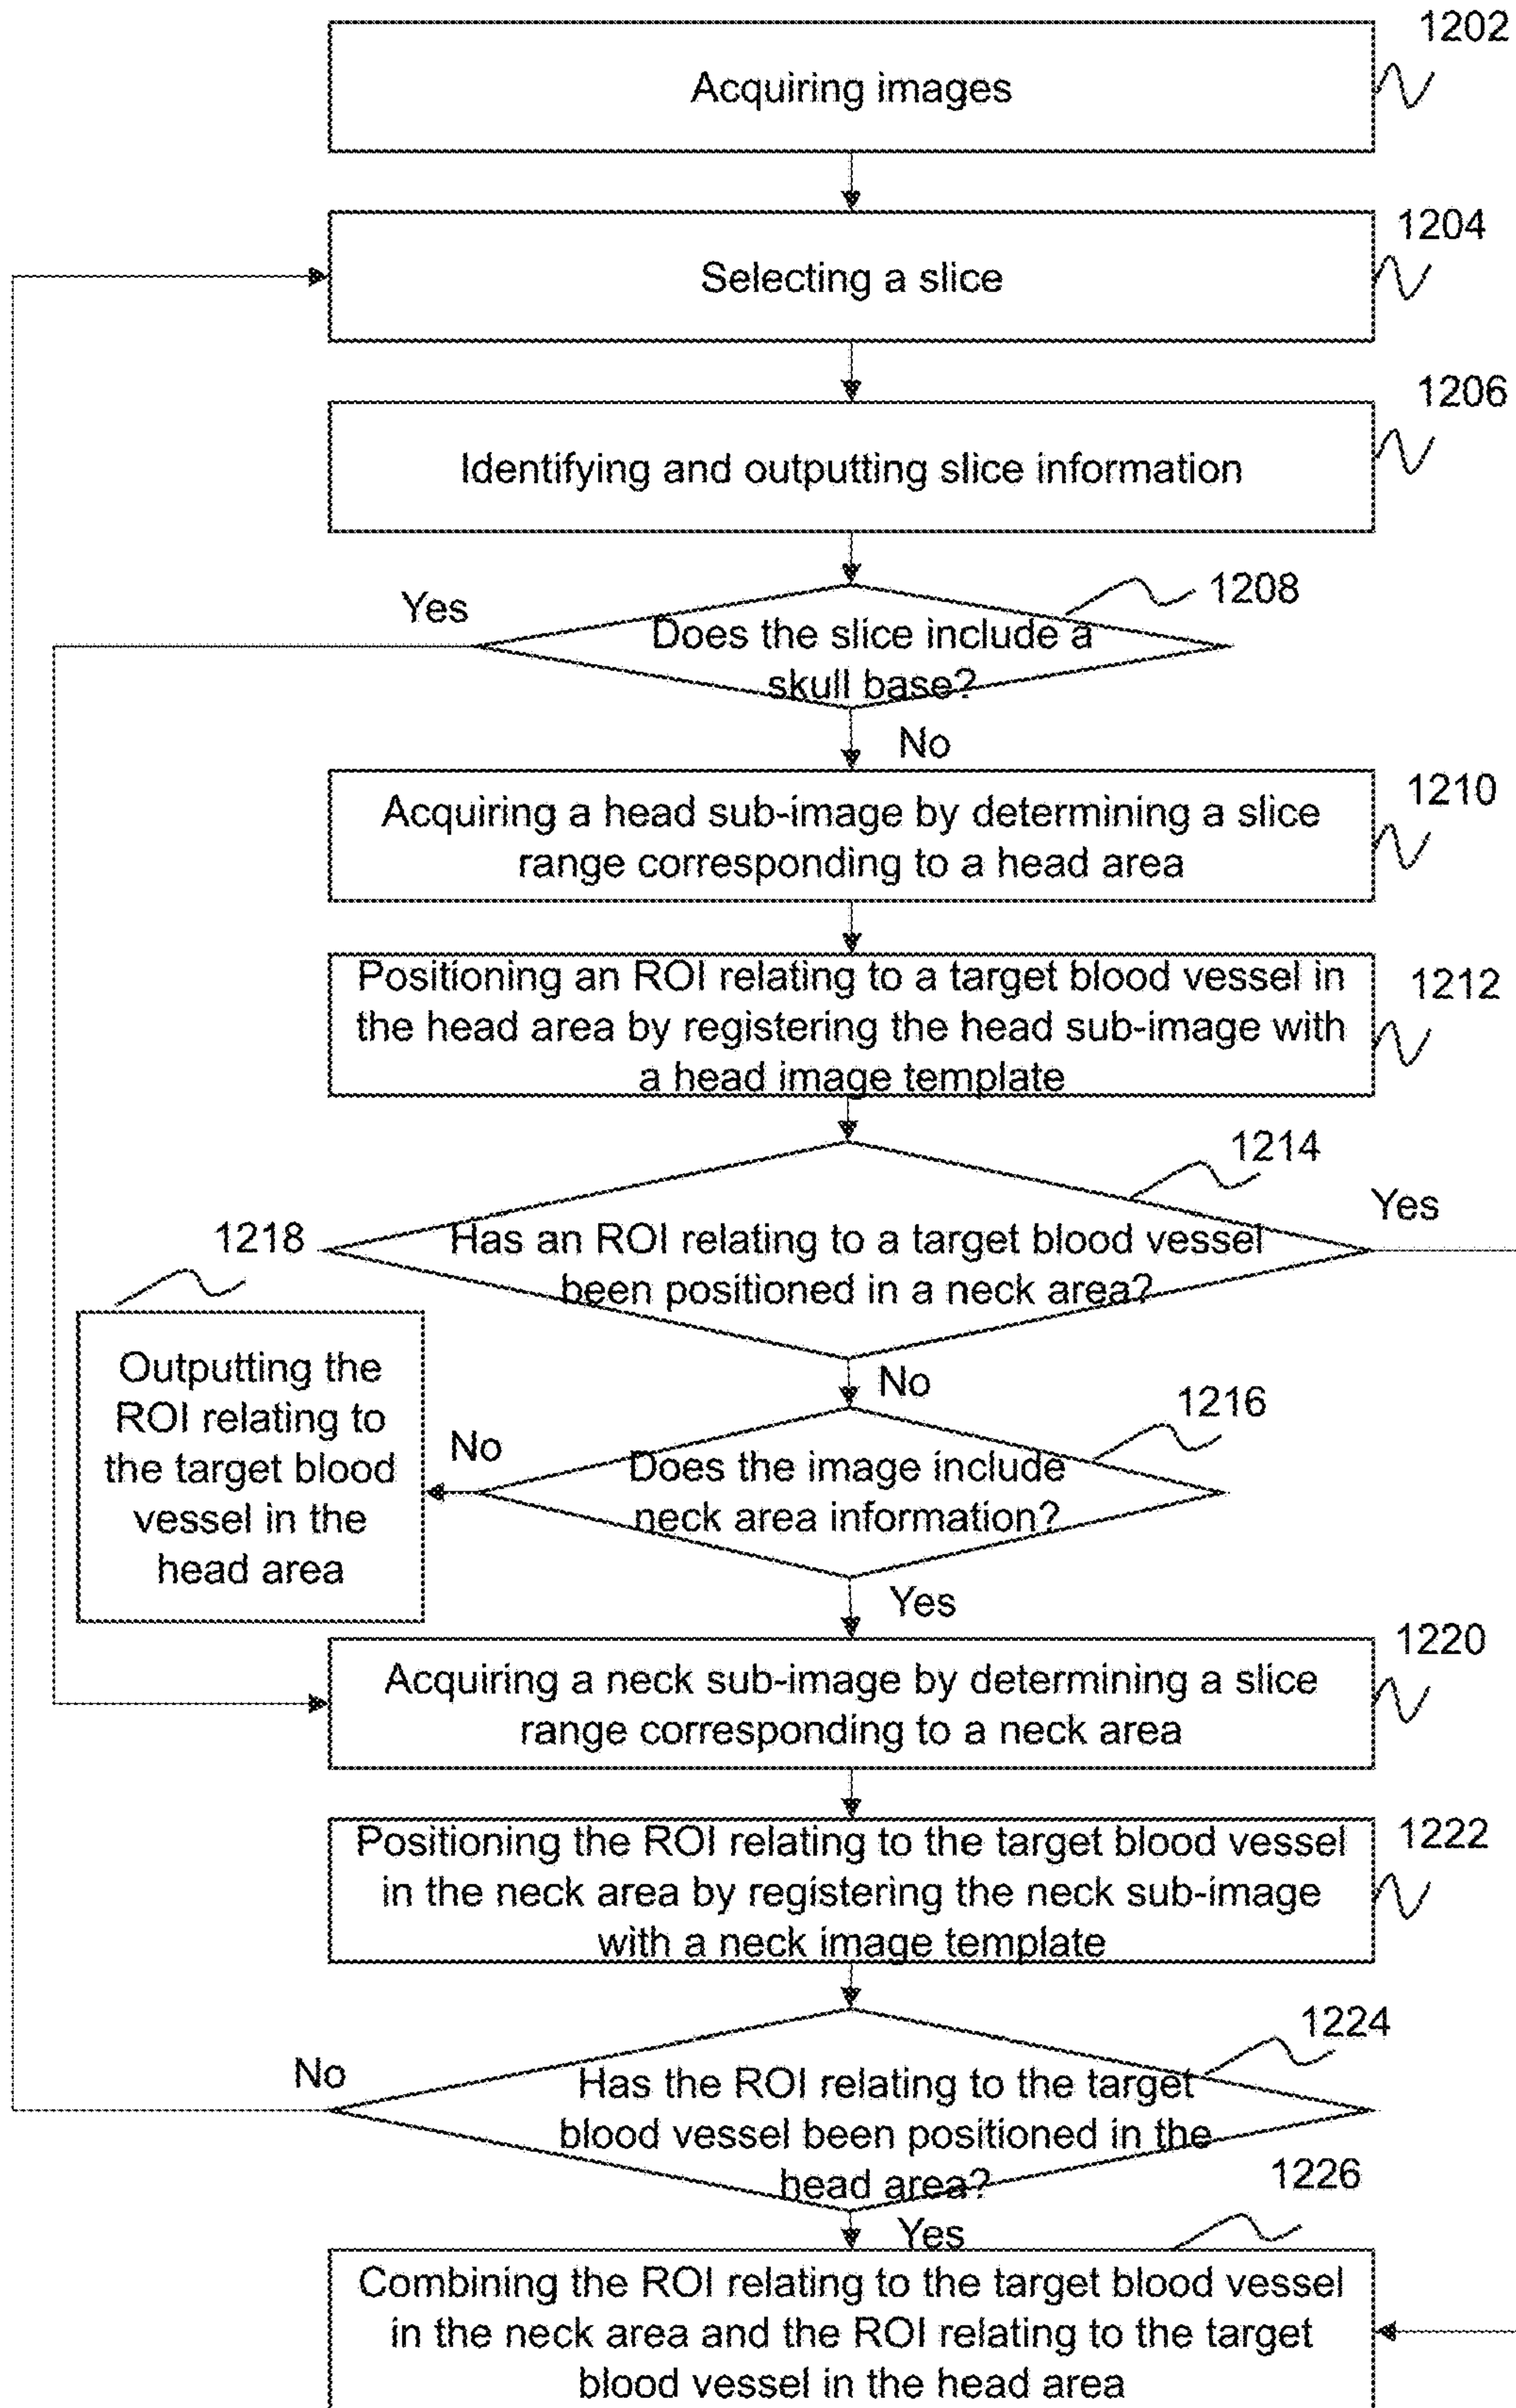 1202
Acquiring images
1204
Selecting a slice
1206
Identifying and outputting slice information
1208
Yes
Does the slice include a
skull base?
No
1210
Acquiring a head sub-image by determining a slice
range corresponding to a head area
1212
Positioning an ROI relating to a target blood vessel in
the head area by registering the head sub-image with
a head image template
1214
Yes
1218
Has an ROI relating to a target blood vessel
been positioned in a neck area?
Outputting the
ROI relating to
the target blood
vessel in the
head area
No
1216
No
Does the image include
neck area information?
Yes
1220
Acquiring a neck sub-image by determining a slice
range corresponding to a neck area
1222
Positioning the ROI relating to the target blood vessel
in the neck area by registering the neck sub-image
with a neck image template
1224
No
Has the ROI relating to the target
blood vessel been positioned in the
head area?
1226
Yes
Combining the ROI relating to the target blood vessel
in the neck area and the ROI relating to the target
blood vessel in the head area